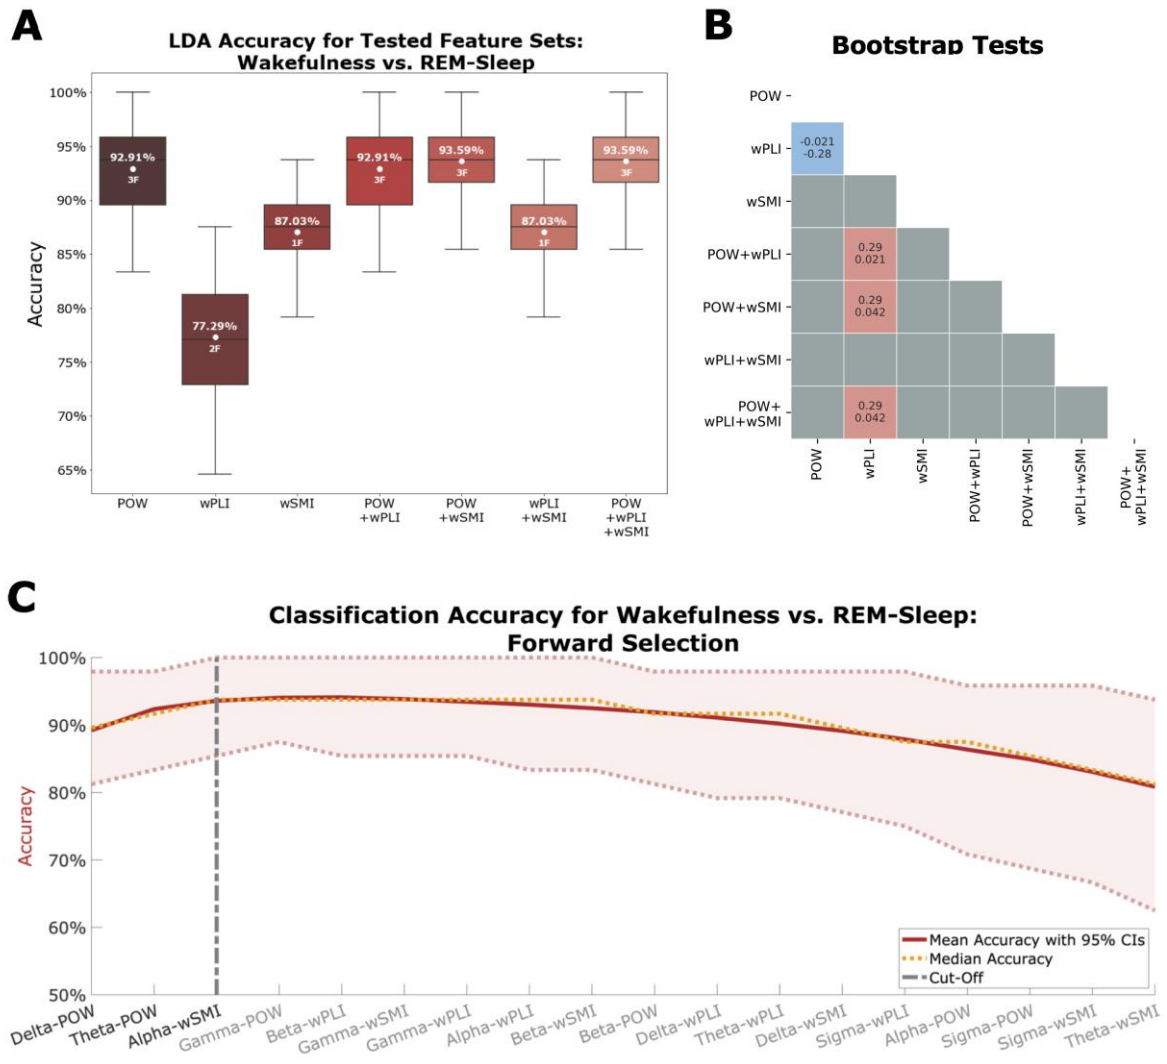 A
LDA Accuracy for Tested Feature Sets:
Wakefulness vs. REM-Sleep
Accuracy
100%
95%
90%
85%
80%
75%
70%
65%
92.91%
3F
77.29%
2F
87.03%
1F
92.91%
3F
93.59%
3F
87.03%
1F
93.59%
3F
POW
wPLI
wSMI
POW
+wPLI
POW
+wSMI
wPLI
+wSMI
POW
+wPLI
+wSMI
B
Bootstrap Tests
POW
wPLI
wSMI
POW+wPLI
POW+wSMI
wPLI+wSMI
POW+
wPLI+wSMI
-0.021
-0.28
0.29
0.021
0.29
0.042
0.29
0.042
POW
wPLI
wSMI
POW+wPLI
POW+wSMI
wPLI+wSMI
POW+
wPLI+wSMI
C
Classification Accuracy for Wakefulness vs. REM-Sleep:
Forward Selection
Accuracy
100%
90%
80%
70%
60%
50%
Mean Accuracy with 95% CIs
Median Accuracy
Cut-Off
Delta-POW
Theta-POW
Alpha-wSMI
Gamma-POW
Beta-wPLI
Gamma-wSMI
Gamma-wPLI
Alpha-wPLI
Beta-wSMI
Beta-POW
Delta-wPLI
Theta-wPLI
Delta-wSMI
Sigma-wPLI
Alpha-POW
Sigma-POW
Sigma-wSMI
Theta-wSMI